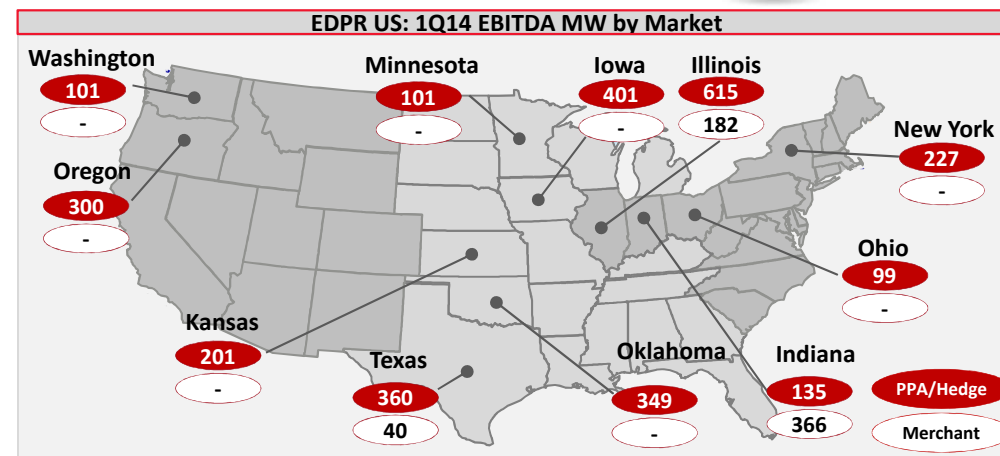 EDPR US: 1Q14 EBITDA MW by Market
Washington
101
-
Minnesota
101
-
Iowa
401
-
Illinois
615
182
New York
227
-
Oregon
300
-
Ohio
99
-
Kansas
201
-
Texas
360
40
Oklahoma
349
-
Indiana
135
366
PPA/Hedge
Merchant